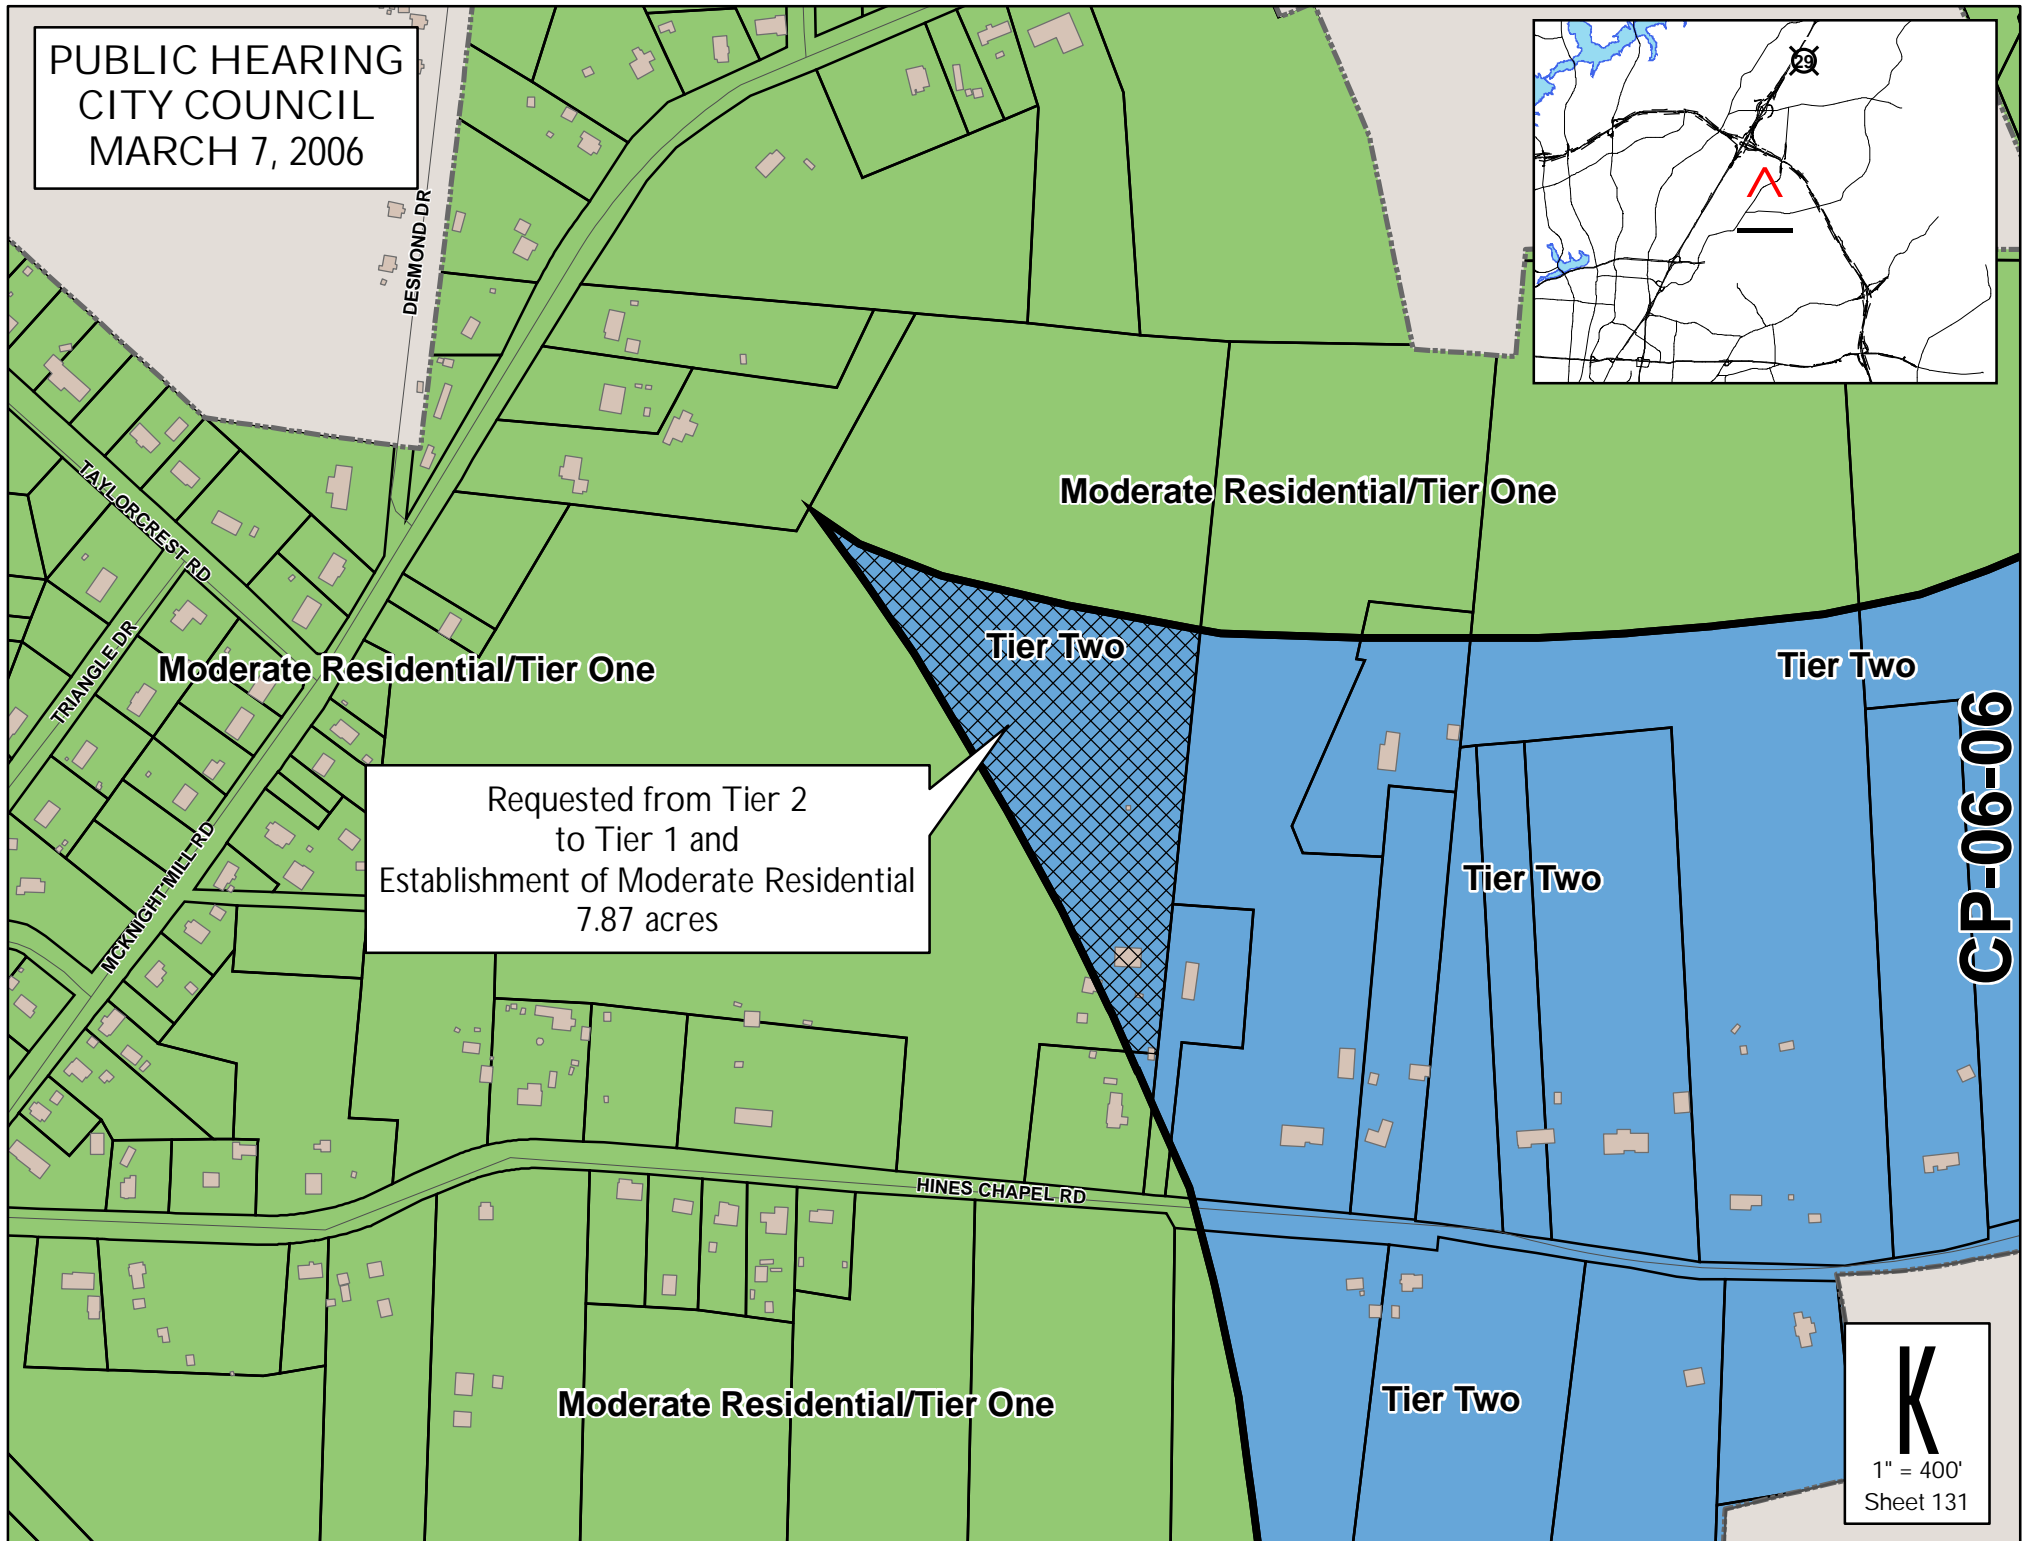 PUBLIC HEARING
CITY COUNCIL
MARCH 7, 2006
29
DESMOND DR
TAYLORCREST RD
TRIANGLE DR
MCKNIGHT MILL RD
Moderate Residential/Tier One
Moderate Residential/Tier One
Tier Two
Tier Two
CP-06-06
Requested from Tier 2
to Tier 1 and
Establishment of Moderate Residential
7.87 acres
Tier Two
HINES CHAPEL RD
Moderate Residential/Tier One
Tier Two
K
1" = 400'
Sheet 131